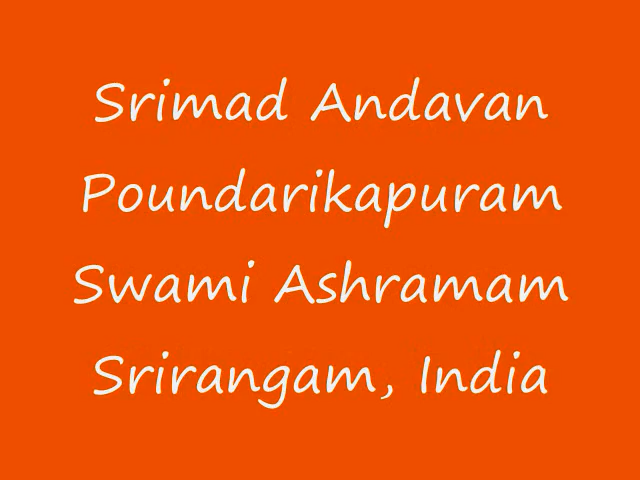 Srimad Andavan
Poundarikapuram
Swami Ashramam
Srirangam, India